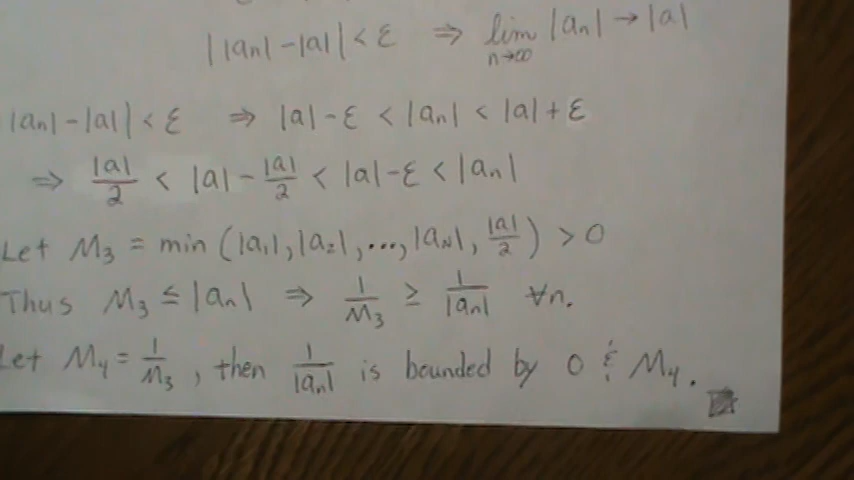 ||aₙ| - |a|| < ε ⇒ lim n→∞ |aₙ| → |a|
|aₙ| - |a|| < ε ⇒ |a| - ε < |aₙ| < |a| + ε
⇒ |a|/2 < |a| - |a|/2 < |a| - ε < |aₙ|
Let M₃ = min (|a₁|, |a₂|, ..., |a_N|, |a|/2) > 0
Thus M₃ ≤ |aₙ| ⇒ 1/M₃ ≥ 1/|aₙ| ∀n.
Let M₄ = 1/M₃, then 1/|aₙ| is bounded by 0 & M₄.